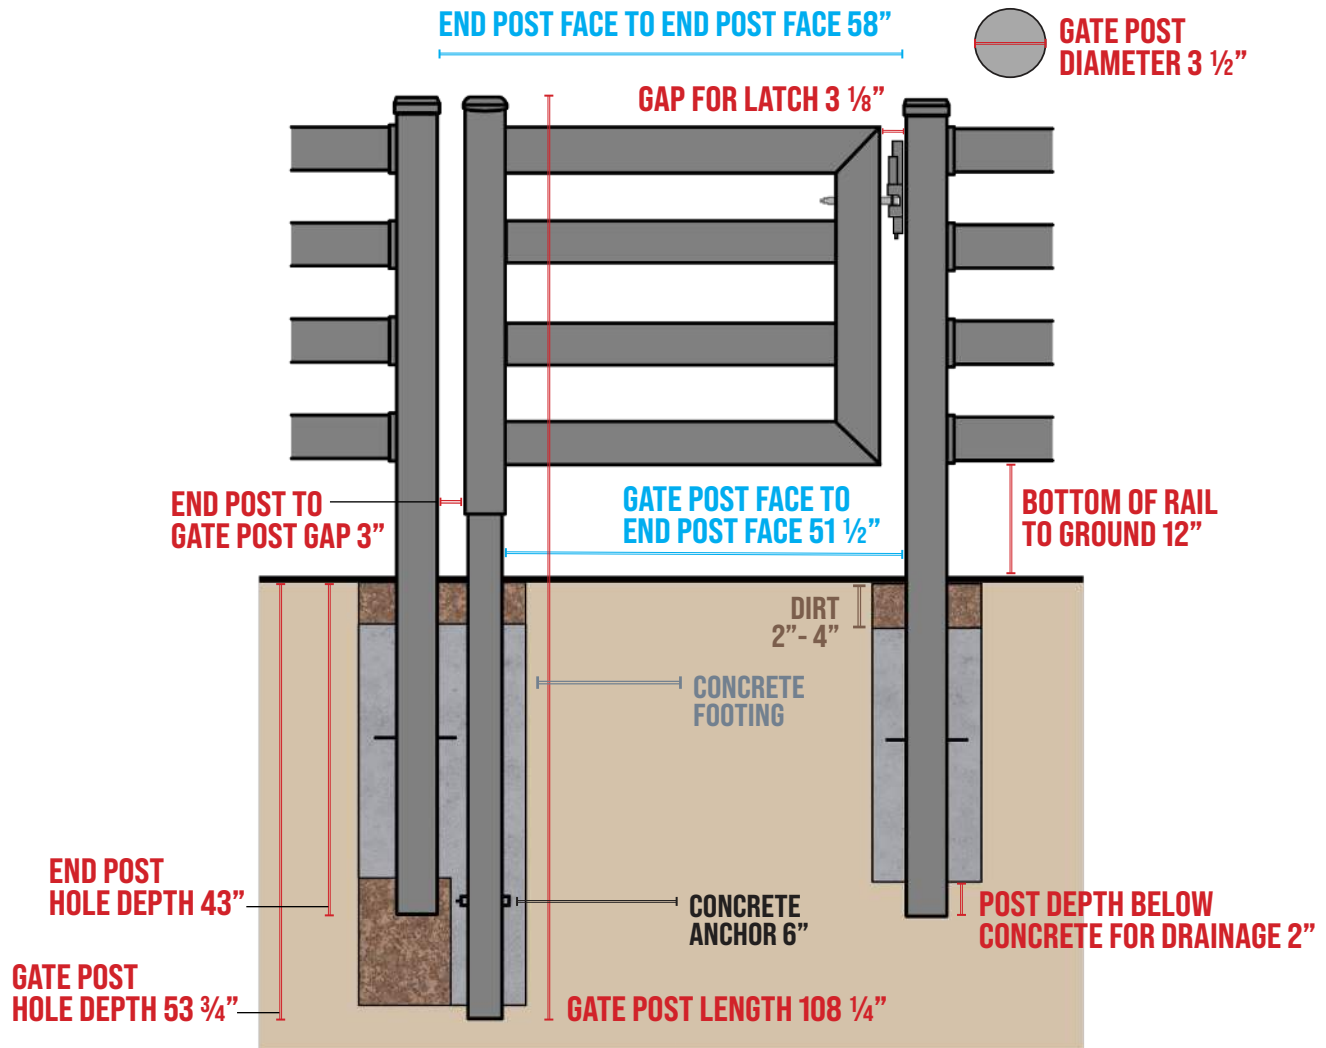 END POST FACE TO END POST FACE 58”
GATE POST
DIAMETER 3 ½”
GAP FOR LATCH 3 ⅛”
END POST TO
GATE POST GAP 3”
GATE POST FACE TO
END POST FACE 51 ½”
BOTTOM OF RAIL
TO GROUND 12”
DIRT
2”- 4”
CONCRETE
FOOTING
END POST
HOLE DEPTH 43”
CONCRETE
ANCHOR 6”
POST DEPTH BELOW
CONCRETE FOR DRAINAGE 2”
GATE POST
HOLE DEPTH 53 ¾”
GATE POST LENGTH 108 ¼”